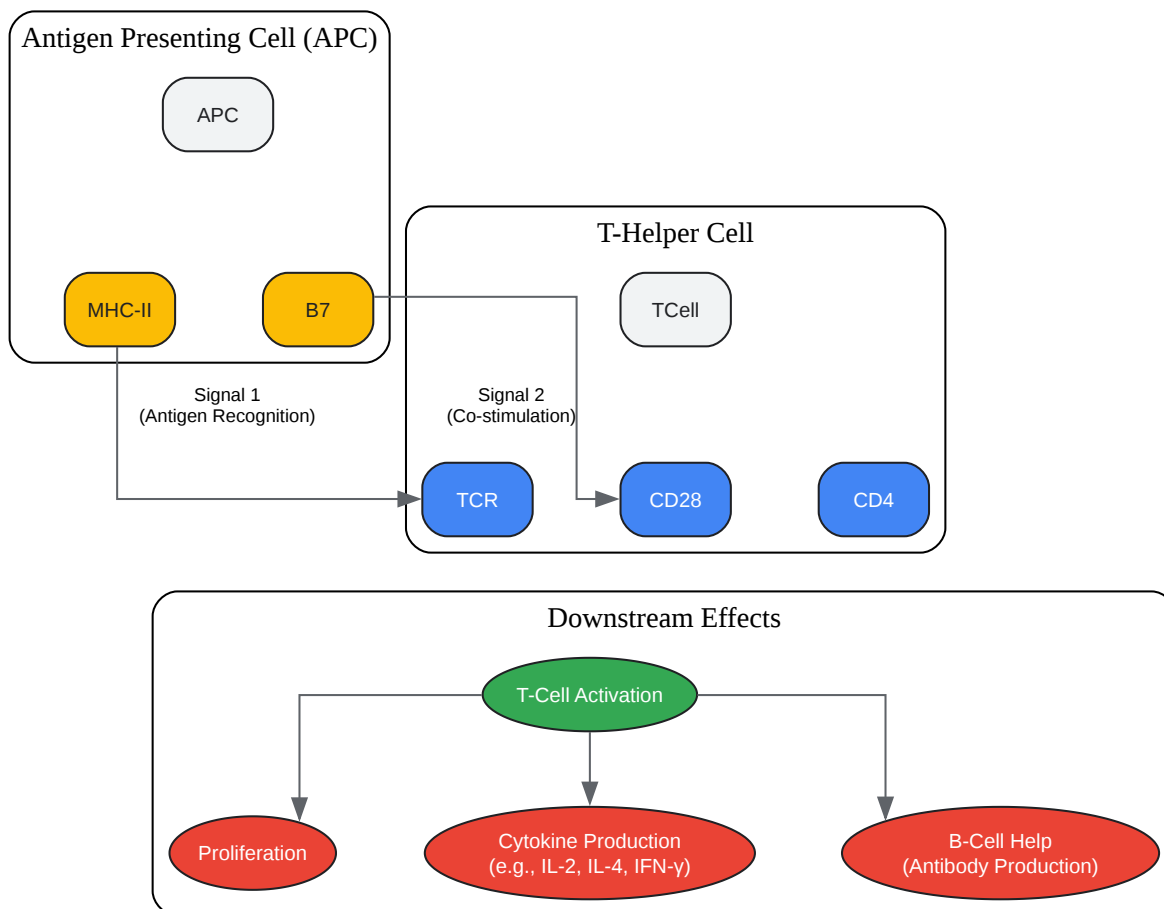 Antigen Presenting Cell (APC)
APC
MHC-II
B7
T-Helper Cell
TCell
Signal 1
(Antigen Recognition)
Signal 2
(Co-stimulation)
TCR
CD28
CD4
Downstream Effects
T-Cell Activation
Proliferation
Cytokine Production
(e.g., IL-2, IL-4, IFN-γ)
B-Cell Help
(Antibody Production)